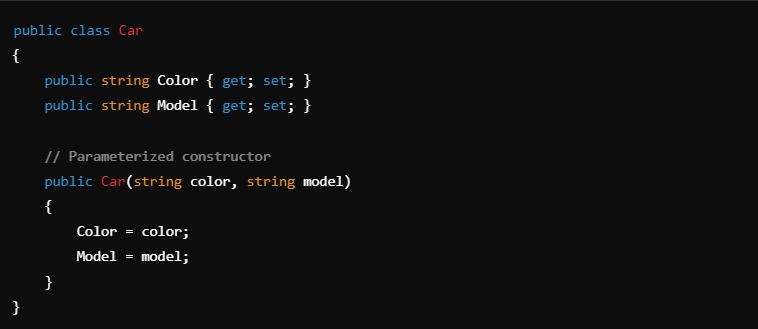 public class Car
{
    public string Color { get; set; }
    public string Model { get; set; }

    // Parameterized constructor
    public Car(string color, string model)
    {
        Color = color;
        Model = model;
    }
}